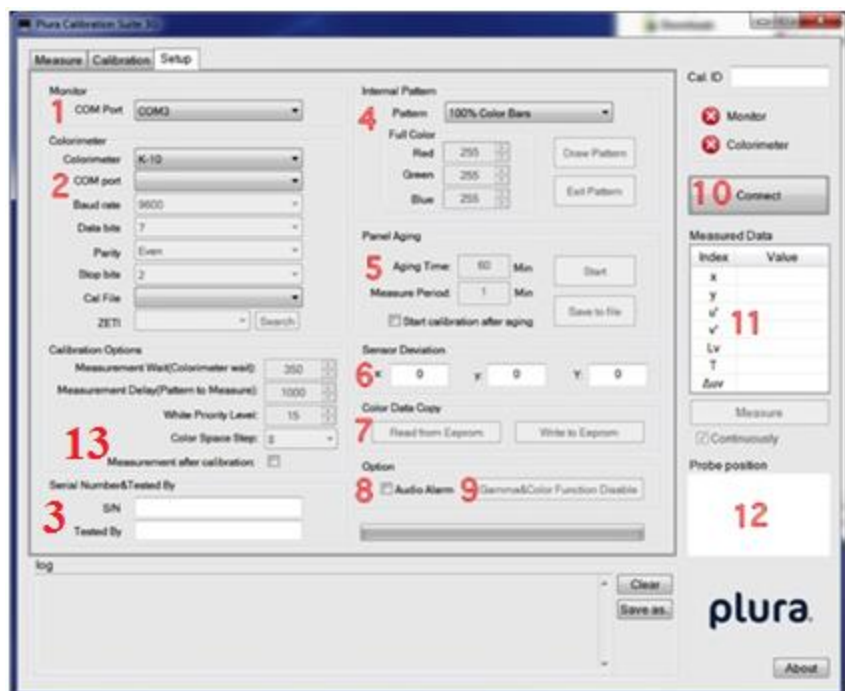 Plura Calibration Suite 3G
Downloads
Measure Calibration Setup
Monitor
1 COM Port COM3
Colorimeter
Colorimeter K-10
2 COM port
Baud rate 9600
Data bits 7
Parity Even
Stop bits 2
Cal File
ZETI Search
Calibration Options
Measurement Wait(Colorimeter wait): 350
Measurement Delay(Pattern to Measure): 1000
White Priority Level: 15
13 Color Space Step: 8
Measurement after calibration:
Serial Number&Tested By
3 S/N
Tested By
Internal Pattern
4 Pattern 100% Color Bars
Full Color
Red 255 Draw Pattern
Green 255
Blue 255 Exit Pattern
Panel Aging
5 Aging Time: 60 Min Start
Measure Period: 1 Min
Start calibration after aging Save to file
Sensor Deviation
6 x: 0 y: 0 Y: 0
Color Data Copy
7 Read from Eeprom Write to Eeprom
Option
8 Audio Alarm 9 Gamma&Color Function Disable
Cal. ID
Monitor
Colorimeter
10 Connect
Measured Data
Index Value
x
y
u'
v' 11
Lv
T
Δuv
Measure
Continuously
Probe position
12
log
Clear
Save as..
plura.
About